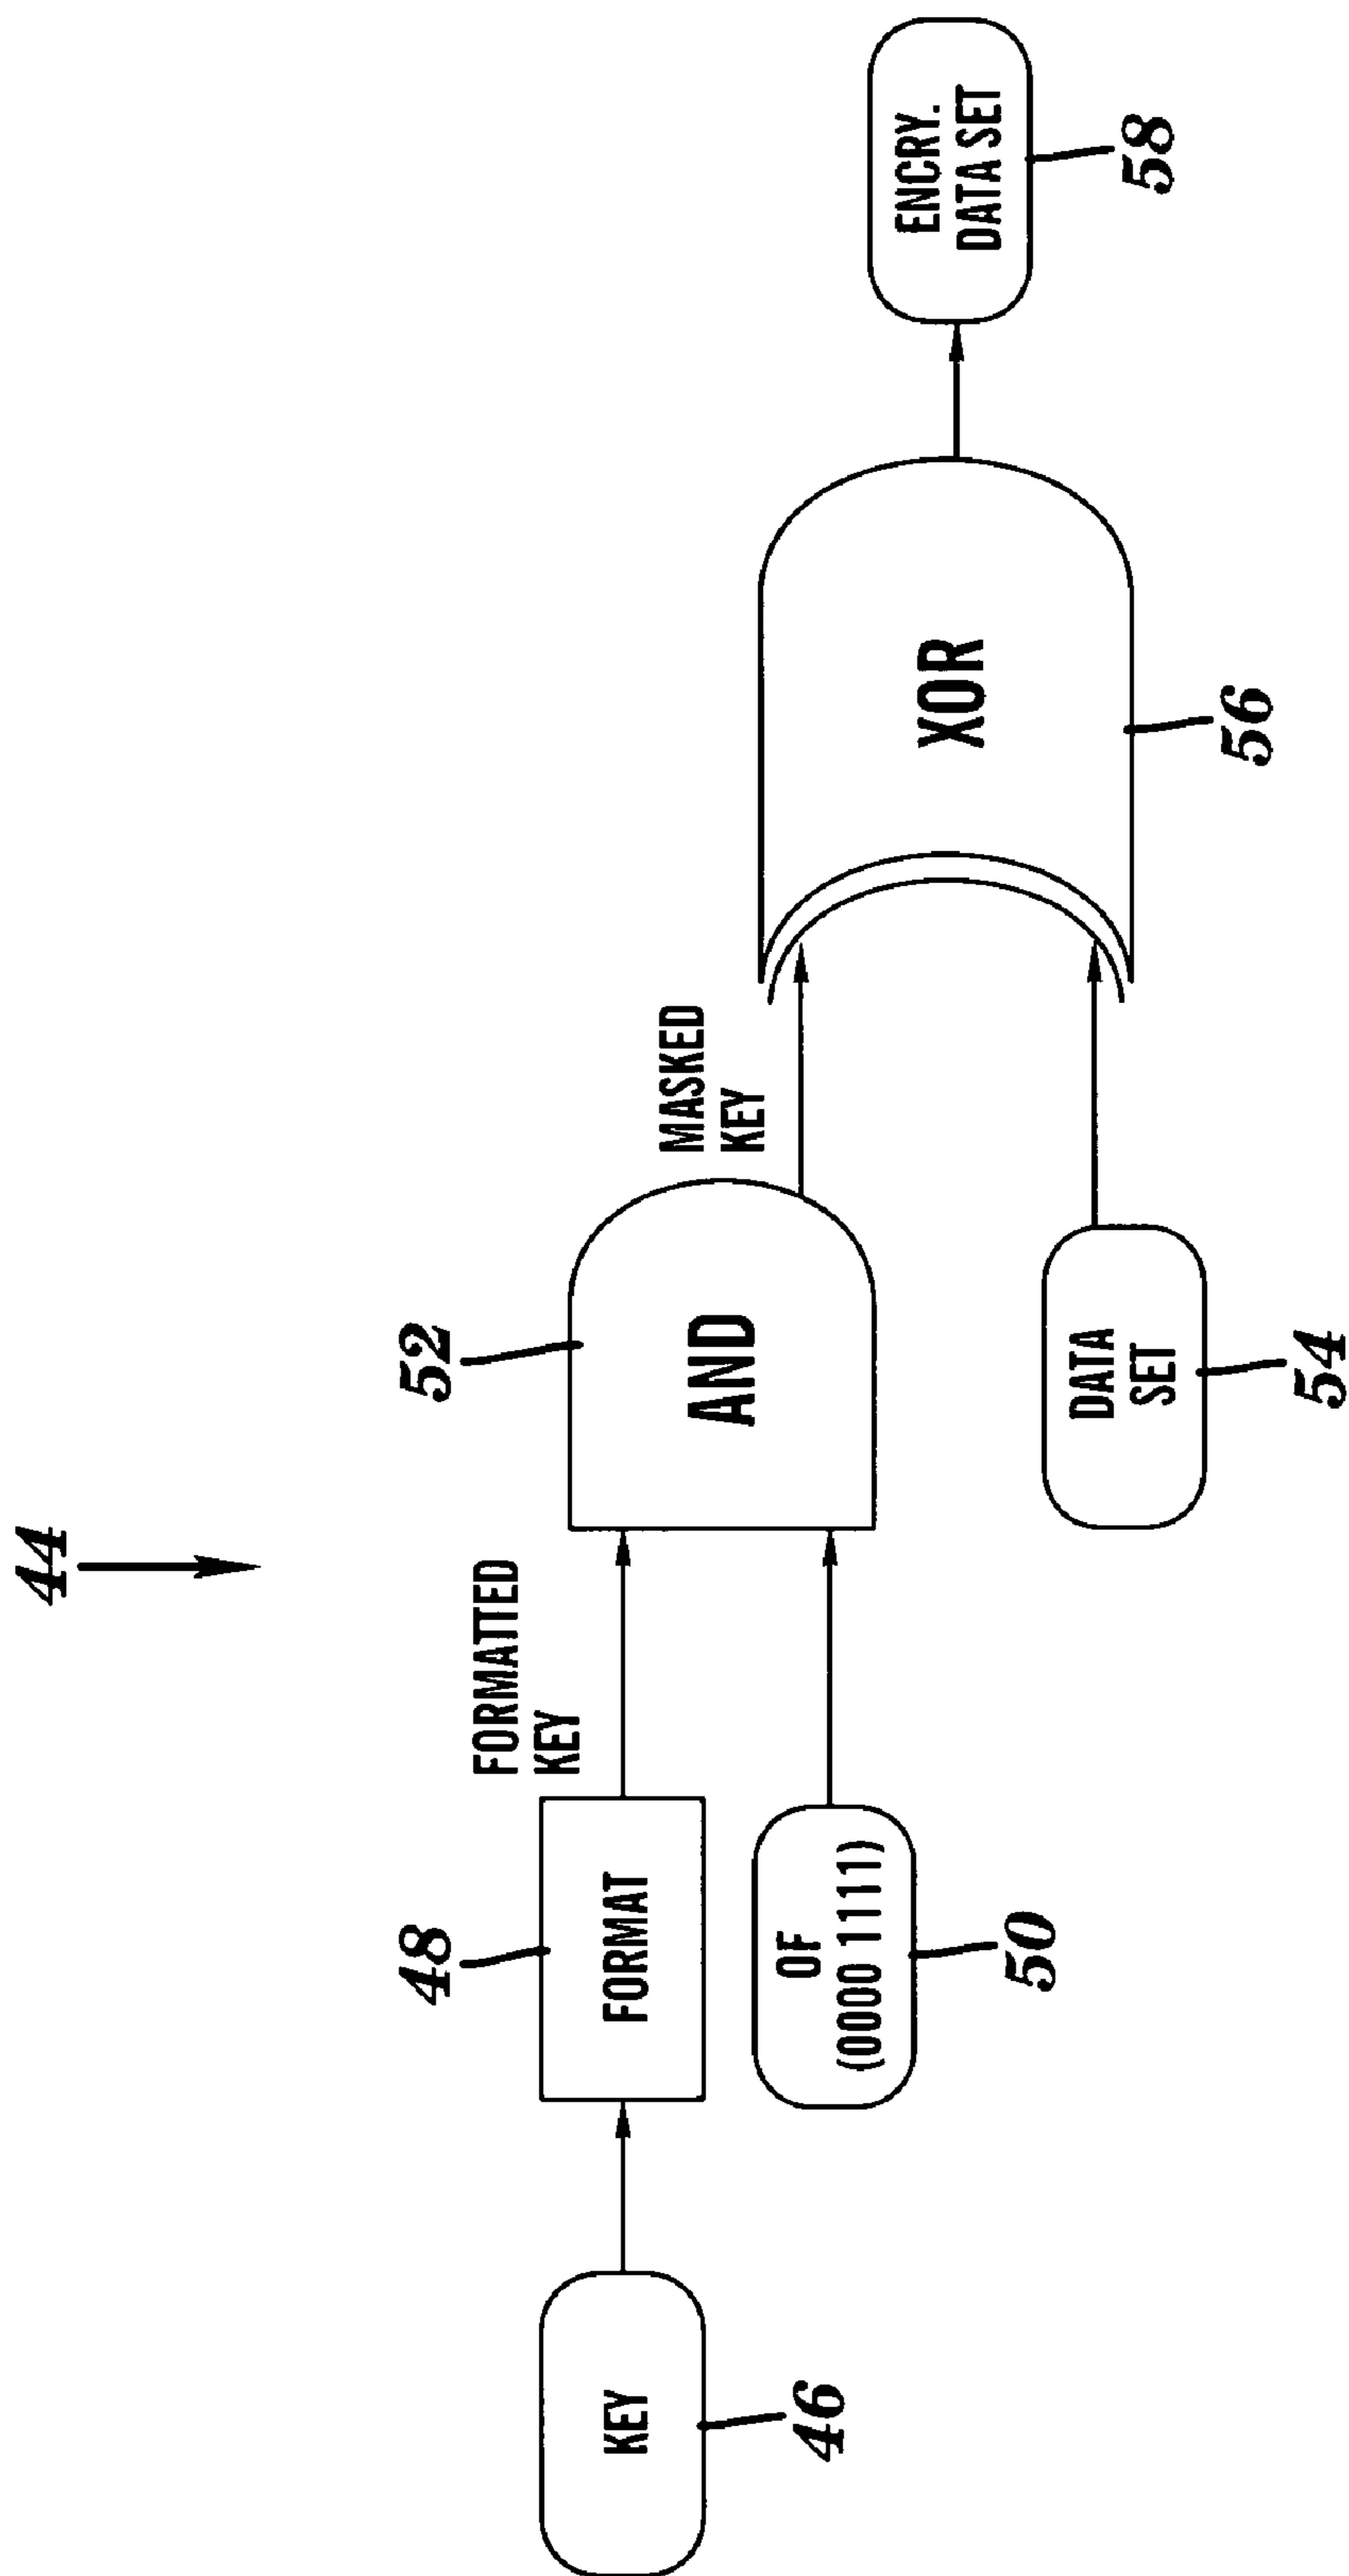 44
KEY
46
FORMAT
48
FORMATTED
KEY
OF
(0000 1111)
50
AND
52
MASKED
KEY
DATA
SET
54
XOR
56
ENCRY.
DATA SET
58